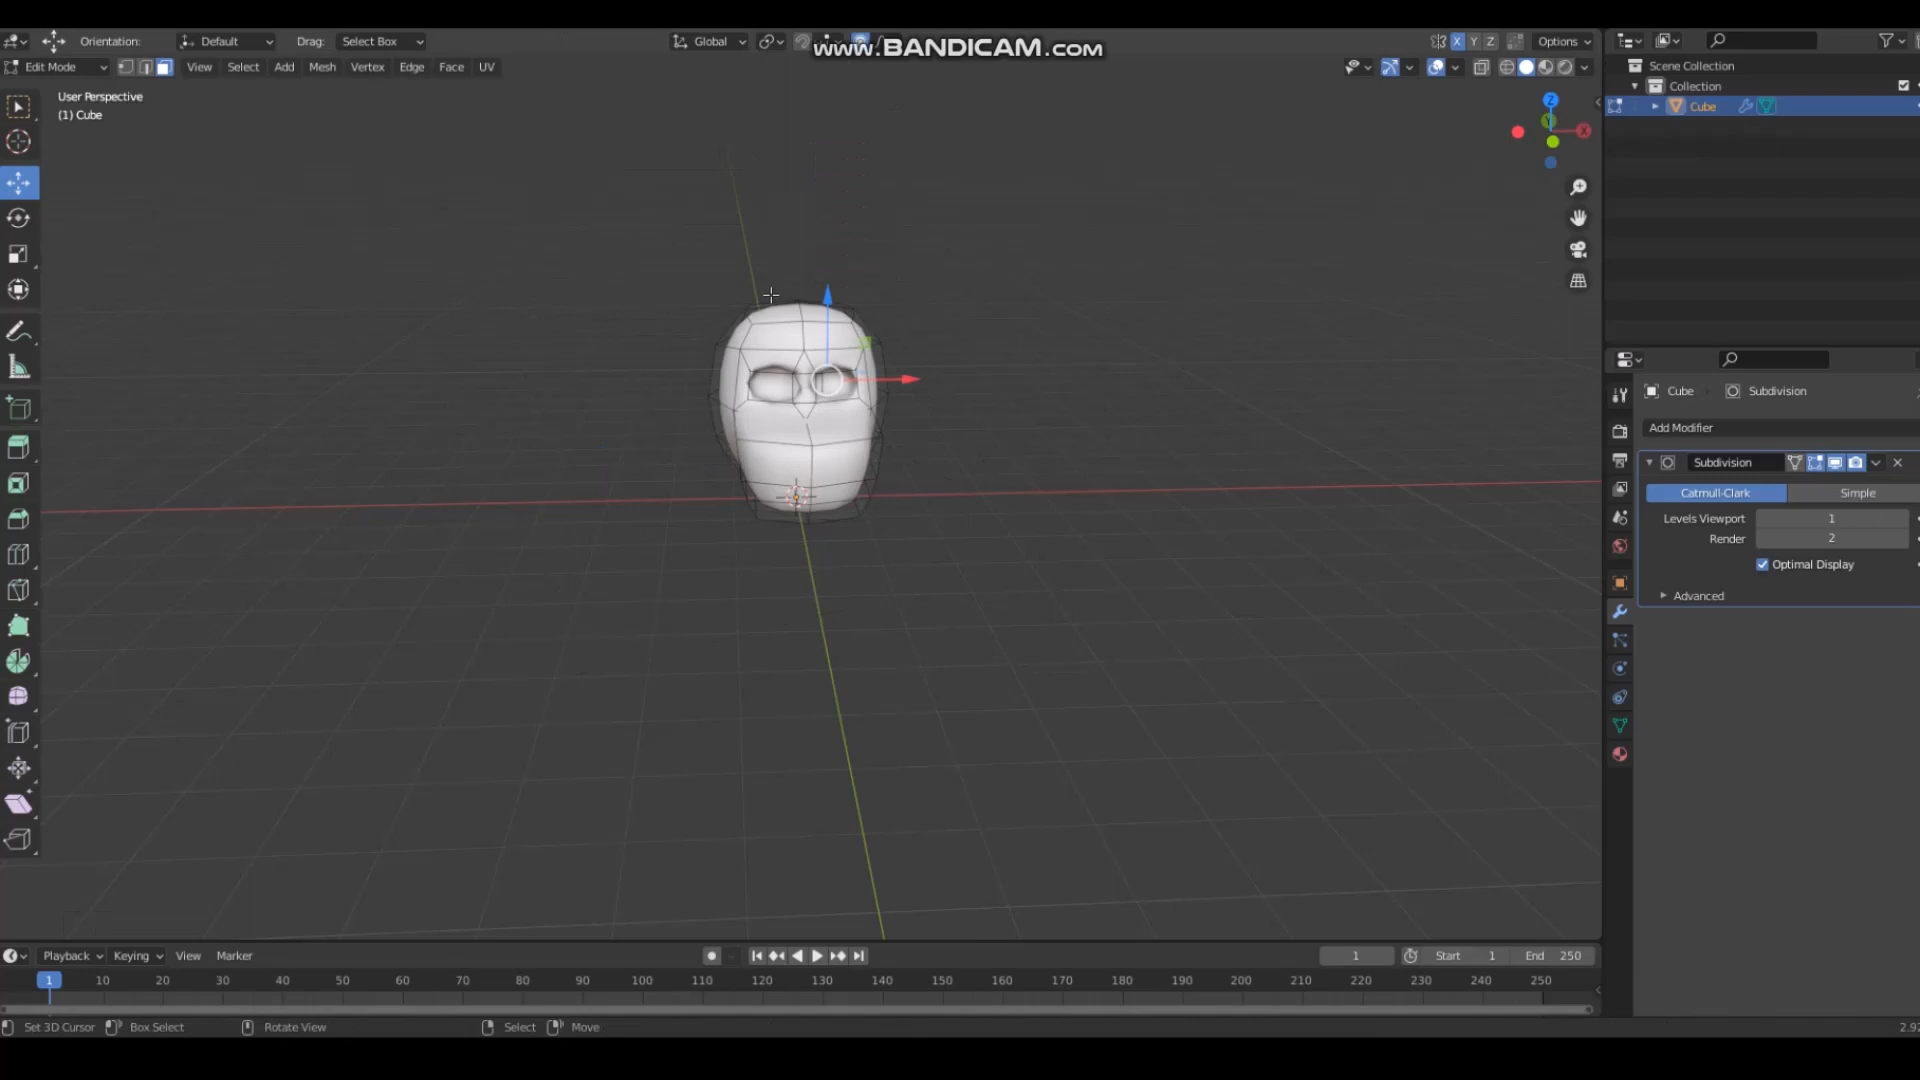 Orientation: Default Drag: Select Box Global Options
www.BANDICAM.com
X Y Z
Edit Mode View Select Add Mesh Vertex Edge Face UV
User Perspective
(1) Cube
Z
Y
X
Scene Collection
Collection
Cube
Cube Subdivision
Add Modifier
Subdivision
Catmull-Clark Simple
Levels Viewport 1
Render 2
Optimal Display
Advanced
Playback Keying View Marker 1 Start 1 End 250
1 10 20 30 40 50 60 70 80 90 100 110 120 130 140 150 160 170 180 190 200 210 220 230 240 250
Set 3D Cursor Box Select Rotate View Select Move